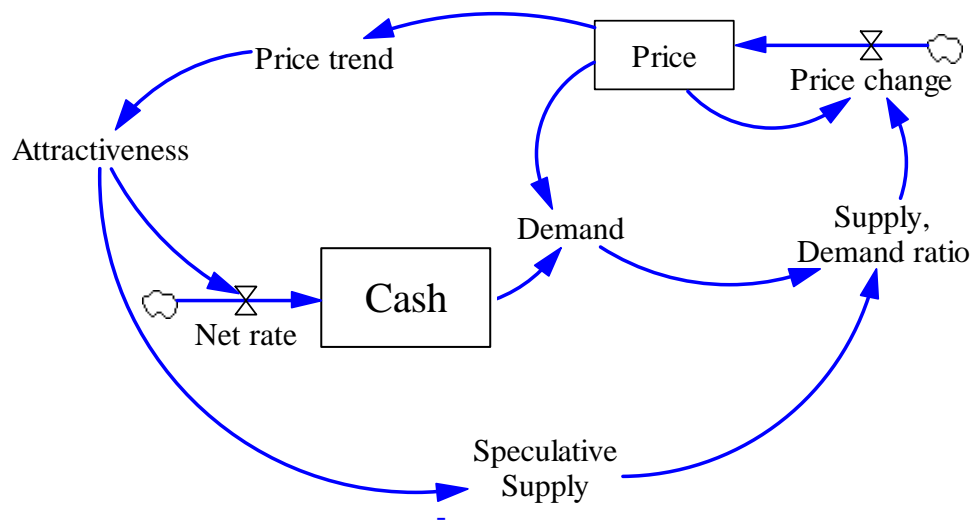 Price trend
Price
Price change
Attractiveness
Demand
Supply,
Demand ratio
Cash
Net rate
Speculative
Supply